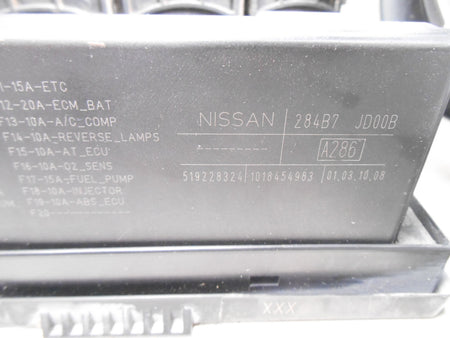 1-15A-ETC
12-20A-ECM_BAT
F13-10A-A/C_COMP
F14-10A-REVERSE_LAMPS
F15-10A-AT_ECU
F16-10A-O2_SENS
F17-15A-FUEL_PUMP
F18-10A-INJECTOR
F19-10A-ABS_ECU
F20--------
NISSAN 284B7 JD00B
A286
519228324 1018454983 01.03.10.08
XXX